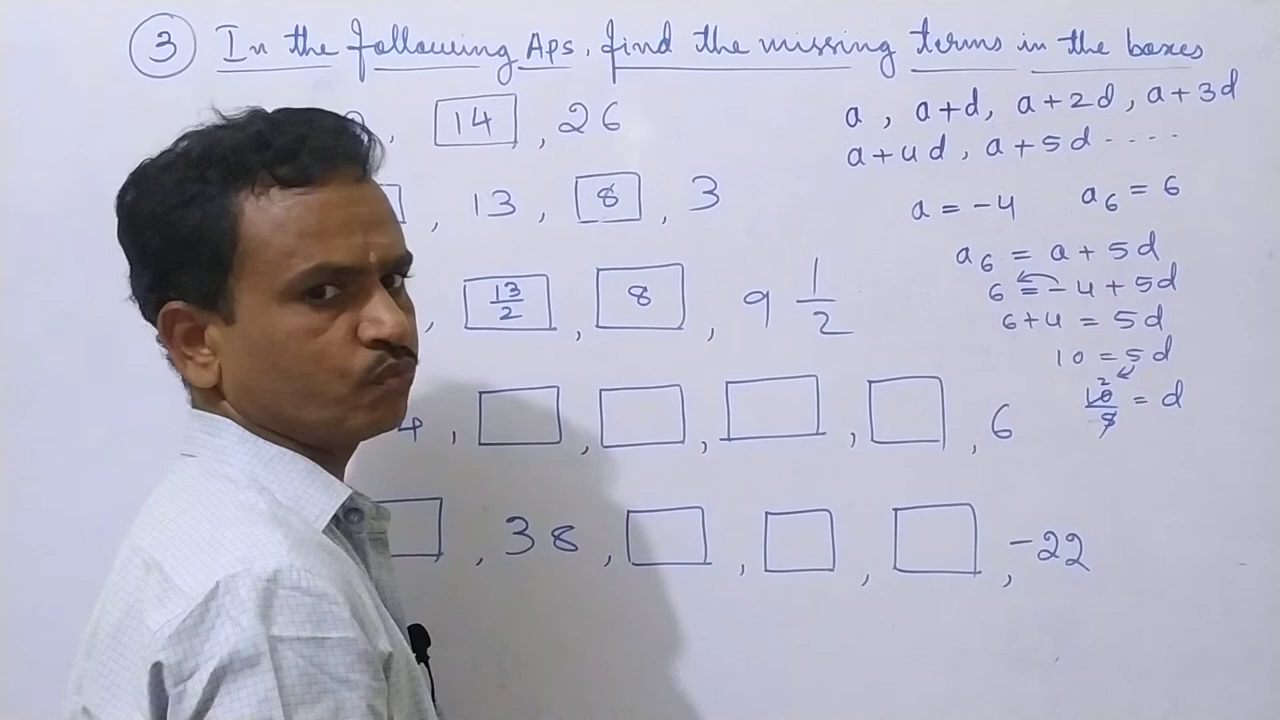 3 In the following Aps, find the missing terms in the boxes
, 14 , 26
a , a+d, a+2d, a+3d
a+4d, a+5d ....
, 13 , 8 , 3
a = -4 a6 = 6
, 13/2 , 8 , 9 1/2
a6 = a + 5d
6 = -4 + 5d
6+4 = 5d
10 = 5d
10/5 2 = d
4, , , , , 6
, 38 , , , , -22